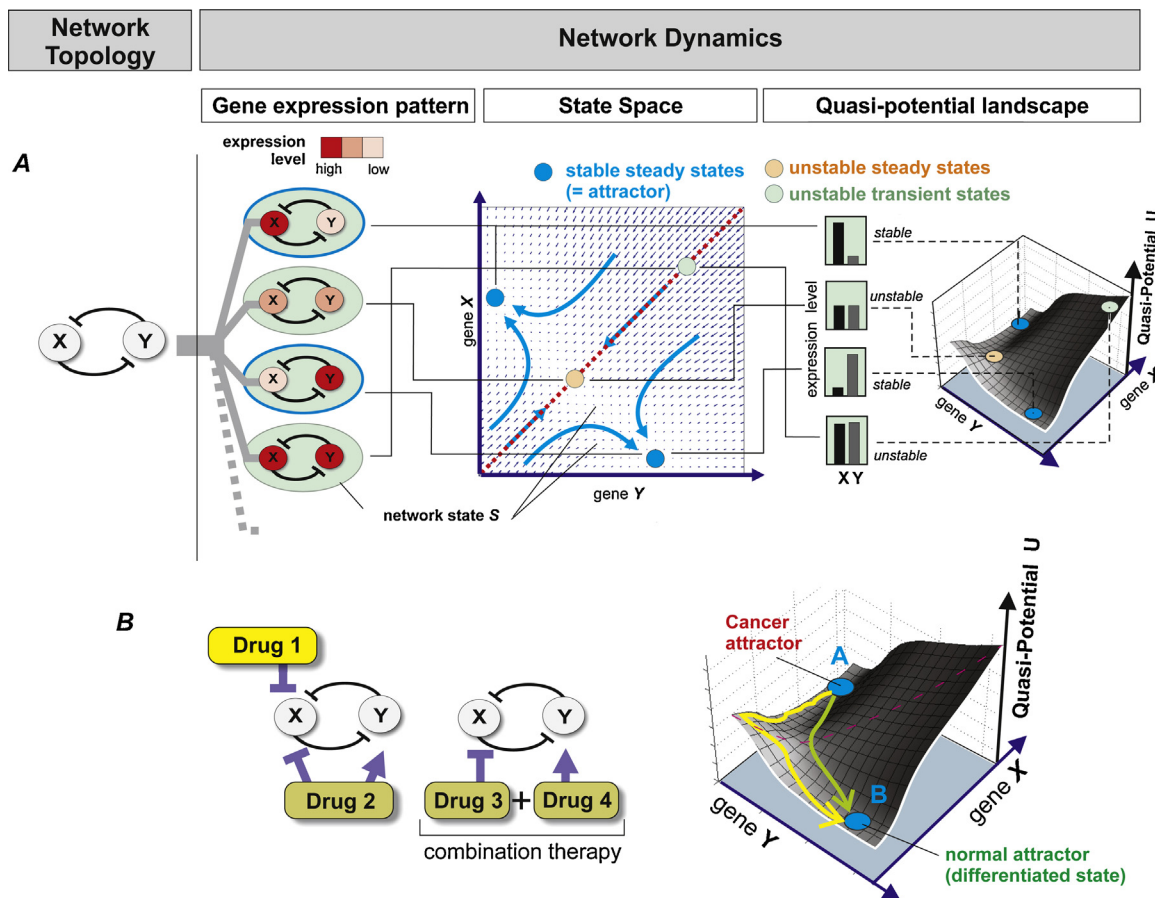 Network
Topology
Network Dynamics
Gene expression pattern
State Space
Quasi-potential landscape
A
expression
level
high
low
stable steady states
(= attractor)
unstable steady states
unstable transient states
X
Y
X
Y
X
Y
X
Y
X
Y
gene X
gene Y
network state S
expression level
stable
unstable
stable
unstable
X Y
gene Y
gene X
Quasi-Potential U
B
Drug 1
X
Y
Drug 2
X
Y
Drug 3
+
Drug 4
combination therapy
Cancer
attractor
A
B
gene Y
gene X
Quasi-Potential U
normal attractor
(differentiated state)